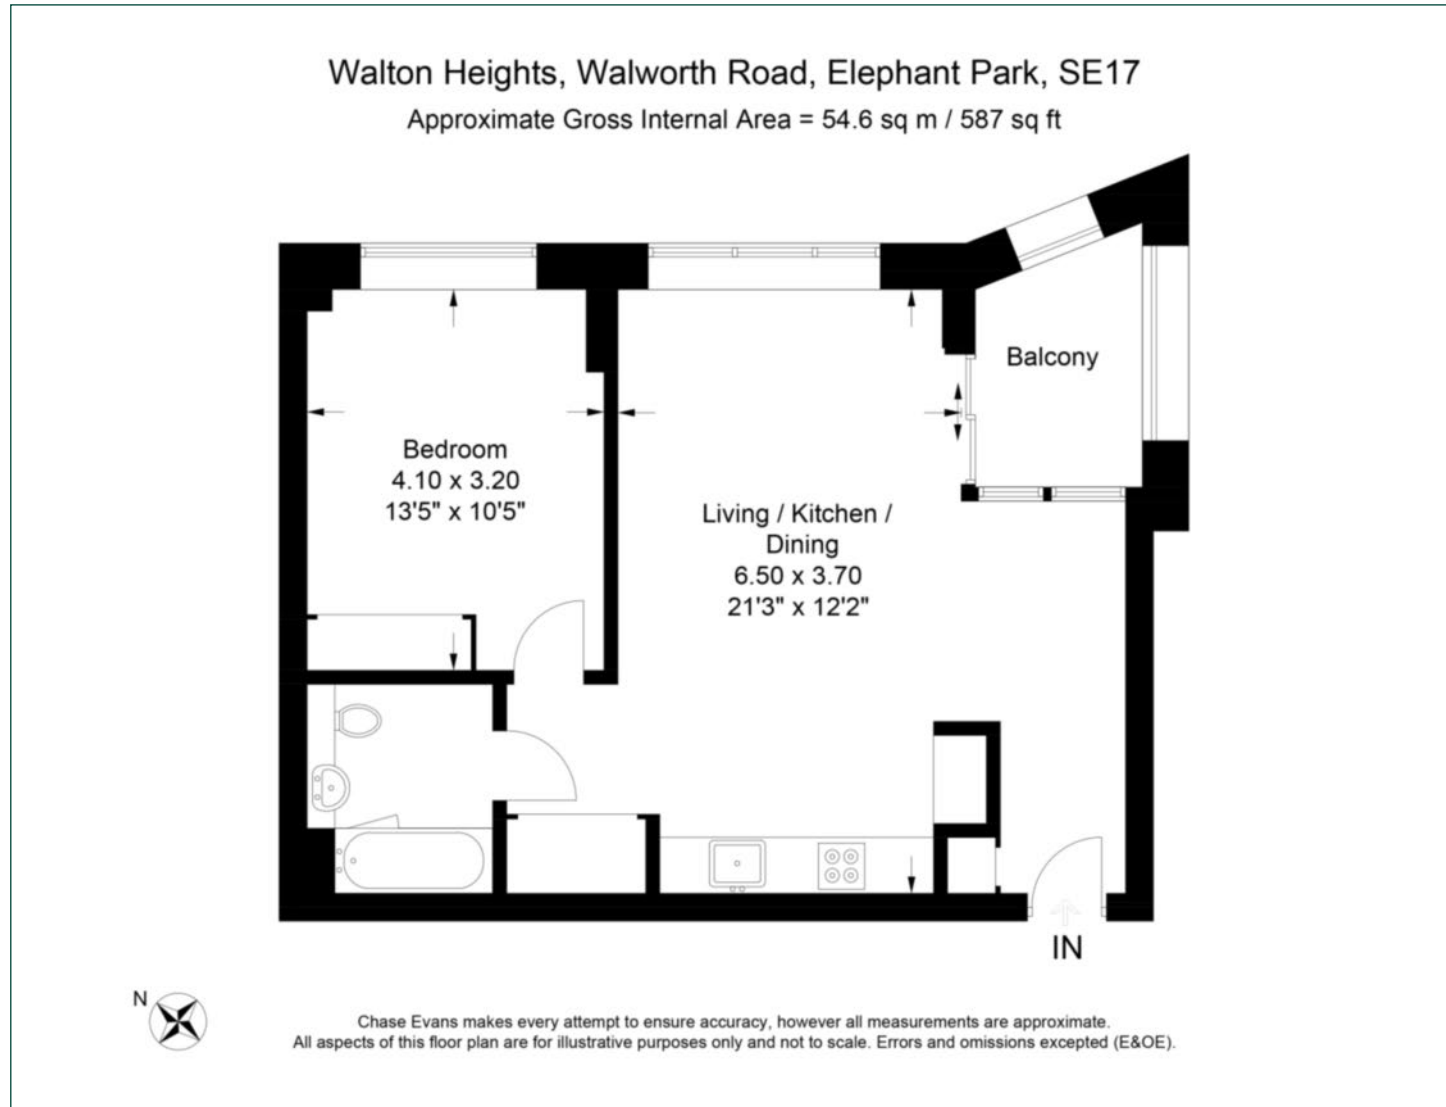 Walton Heights, Walworth Road, Elephant Park, SE17
Approximate Gross Internal Area = 54.6 sq m / 587 sq ft
Balcony
Bedroom
4.10 x 3.20
13'5" x 10'5"
Living / Kitchen /
Dining
6.50 x 3.70
21'3" x 12'2"
IN
N
Chase Evans makes every attempt to ensure accuracy, however all measurements are approximate.
All aspects of this floor plan are for illustrative purposes only and not to scale. Errors and omissions excepted (E&OE).